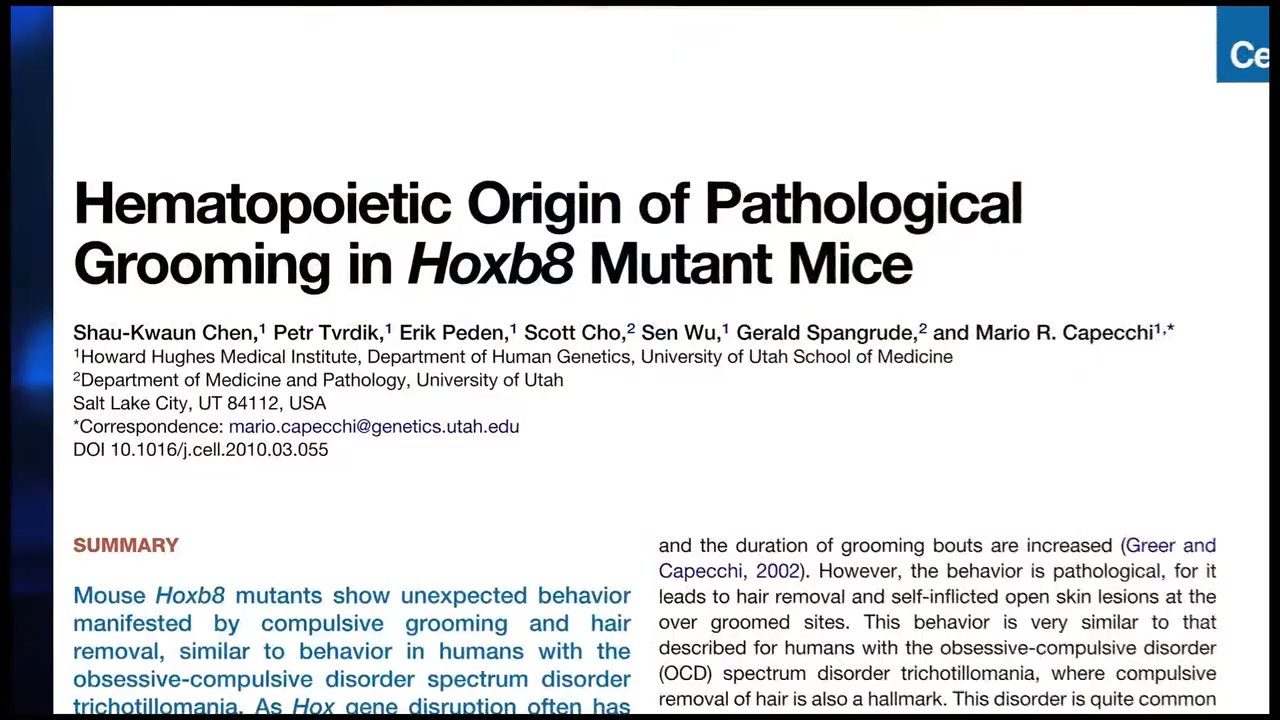 Ce
Hematopoietic Origin of Pathological
Grooming in Hoxb8 Mutant Mice
Shau-Kwaun Chen,1 Petr Tvrdik,1 Erik Peden,1 Scott Cho,2 Sen Wu,1 Gerald Spangrude,2 and Mario R. Capecchi1,*
1Howard Hughes Medical Institute, Department of Human Genetics, University of Utah School of Medicine
2Department of Medicine and Pathology, University of Utah
Salt Lake City, UT 84112, USA
*Correspondence: mario.capecchi@genetics.utah.edu
DOI 10.1016/j.cell.2010.03.055
SUMMARY
Mouse Hoxb8 mutants show unexpected behavior
manifested by compulsive grooming and hair
removal, similar to behavior in humans with the
obsessive-compulsive disorder spectrum disorder
trichotillomania. As Hox gene disruption often has
and the duration of grooming bouts are increased (Greer and
Capecchi, 2002). However, the behavior is pathological, for it
leads to hair removal and self-inflicted open skin lesions at the
over groomed sites. This behavior is very similar to that
described for humans with the obsessive-compulsive disorder
(OCD) spectrum disorder trichotillomania, where compulsive
removal of hair is also a hallmark. This disorder is quite common